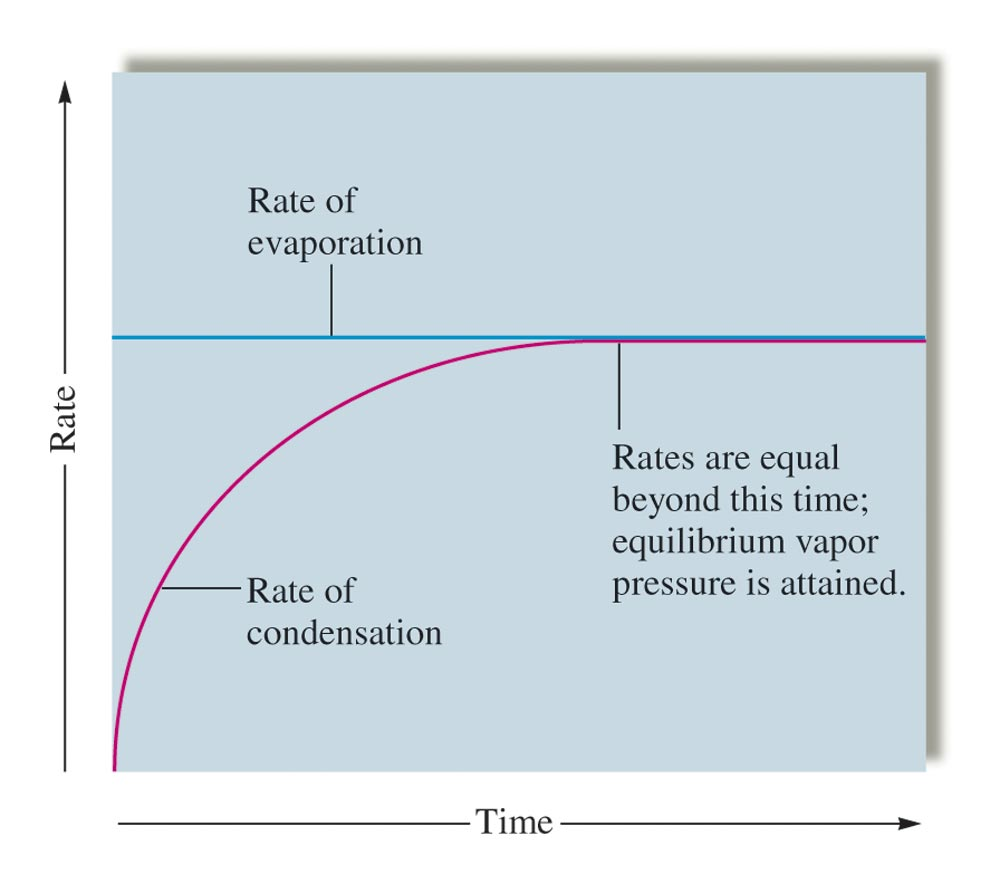 Rate of
evaporation
Rate
Rates are equal
beyond this time;
equilibrium vapor
pressure is attained.
Rate of
condensation
Time